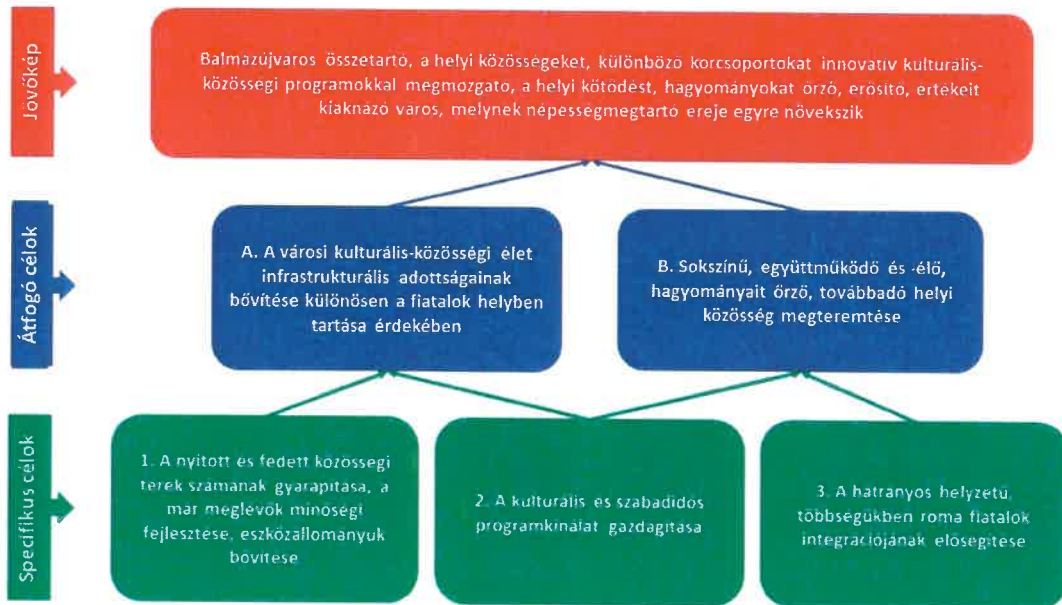 Jövőkép
Balmazújváros összetartó, a helyi közösségeket, különböző korcsoportokat innovatív kulturális-
közösségi programokkal megmozgató, a helyi kötődést, hagyományokat őrző, erősítő, értékeit
kiaknázó város, melynek népességmegtartó ereje egyre növekszik
Átfogó célok
A. A városi kulturális-közösségi élet
infrastrukturális adottságainak
bővítése különösen a fiatalok helyben
tartása érdekében
B. Sokszínű, együttműködő és -élő,
hagyományait őrző, továbbadó helyi
közösség megteremtése
Specifikus célok
1. A nyitott és fedett közösségi
terek számának gyarapítása, a
már meglévők minőségi
fejlesztése, eszközállományuk
bővítése
2. A kulturális és szabadidős
programkínálat gazdagítása
3. A hátrányos helyzetű,
többségükben roma fiatalok
integrációjának elősegítése